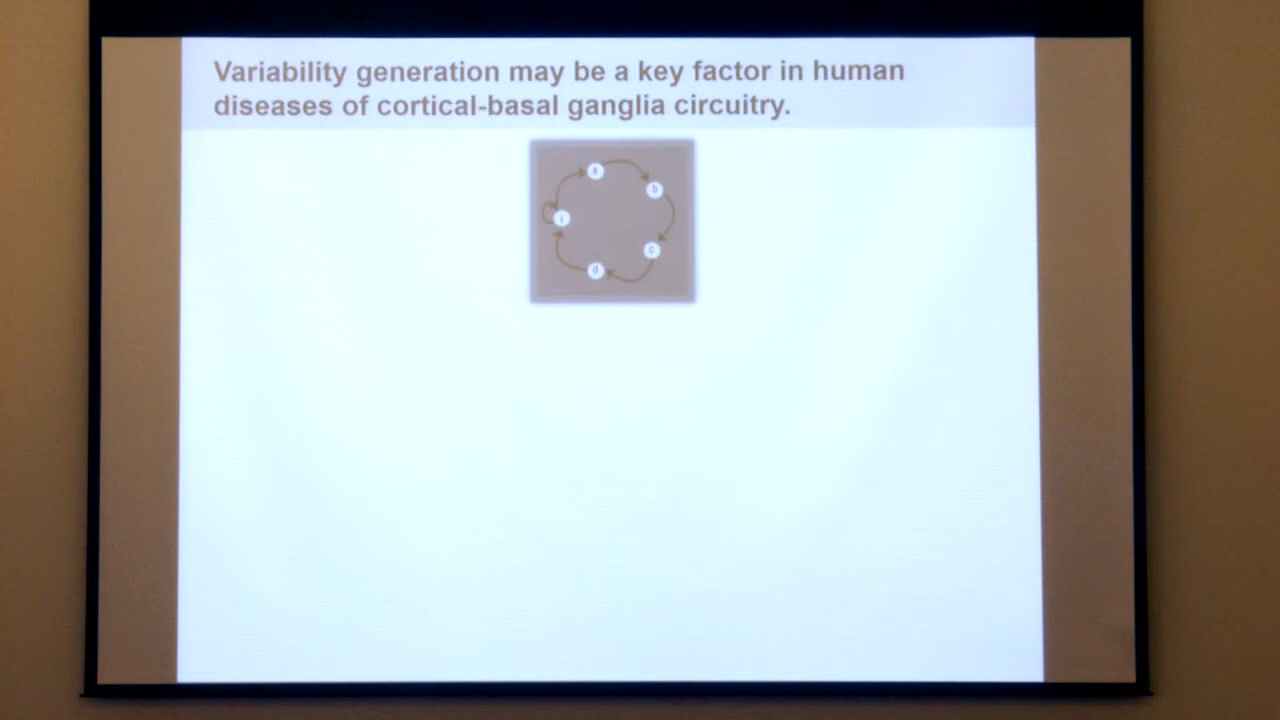 Variability generation may be a key factor in human
diseases of cortical-basal ganglia circuitry.
a
b
i
c
d